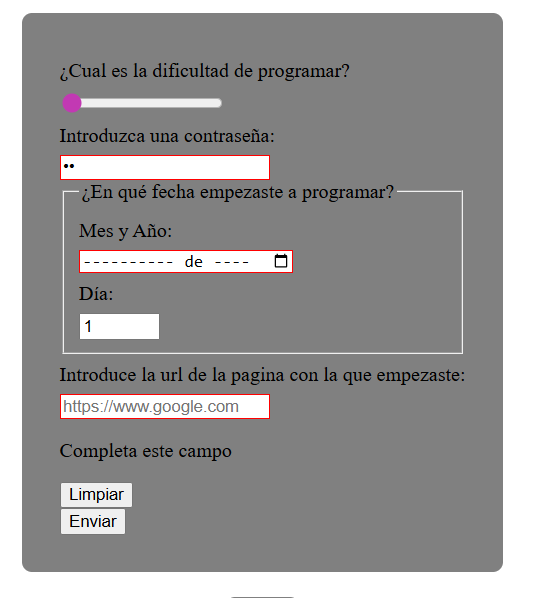 ¿Cual es la dificultad de programar?
Introduzca una contraseña:
••
¿En qué fecha empezaste a programar?
Mes y Año:
---------- de ----
Día:
1
Introduce la url de la pagina con la que empezaste:
https://www.google.com
Completa este campo
Limpiar
Enviar